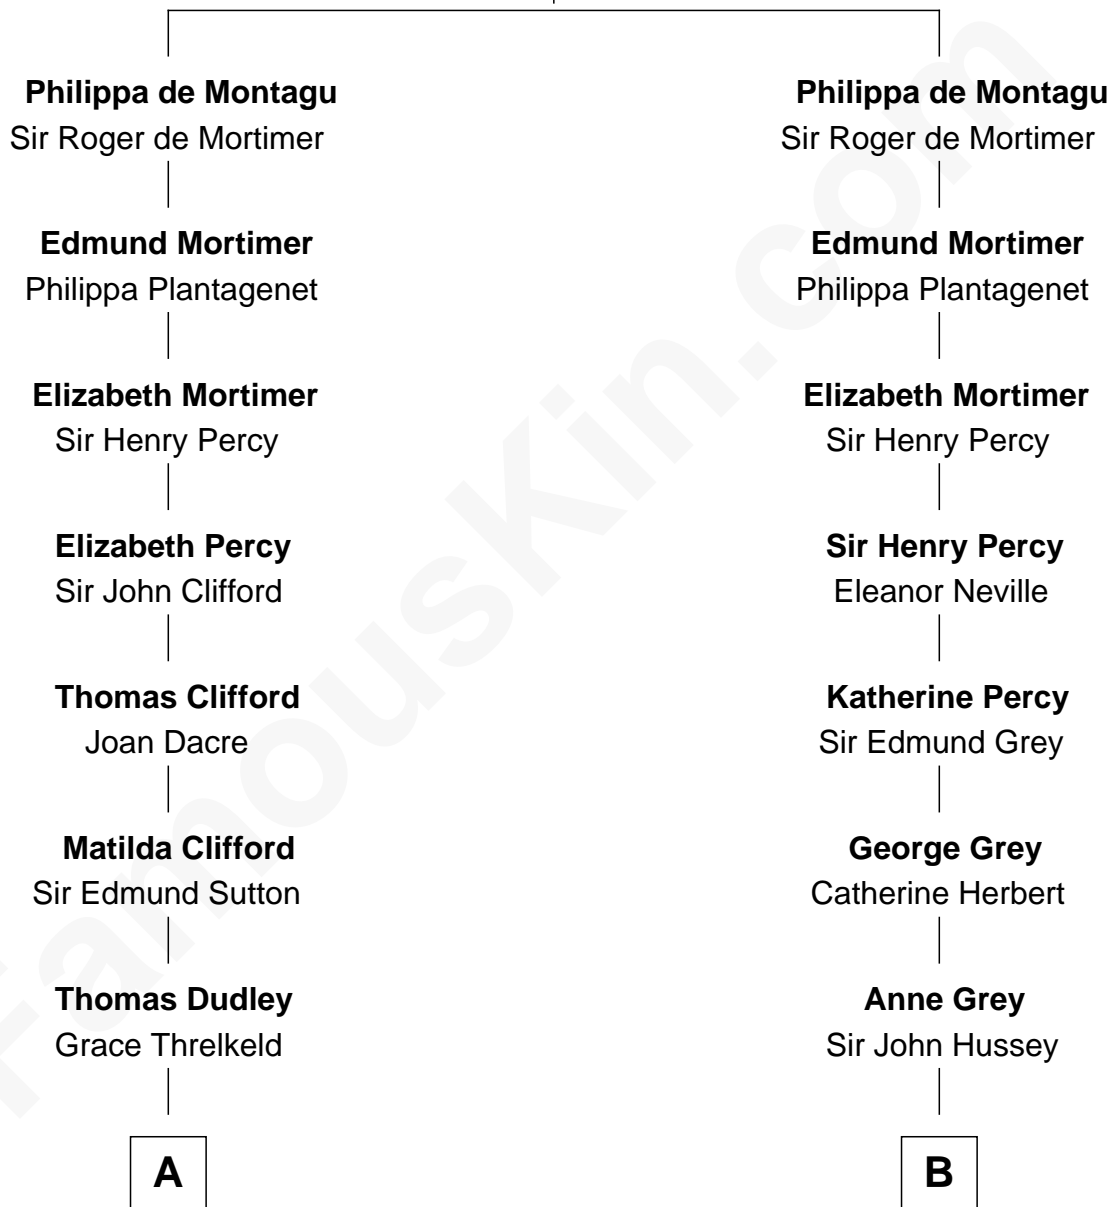 Philippa de Montagu
Sir Roger de Mortimer
Edmund Mortimer
Philippa Plantagenet
Elizabeth Mortimer
Sir Henry Percy
Elizabeth Percy
Sir John Clifford
Thomas Clifford
Joan Dacre
Matilda Clifford
Sir Edmund Sutton
Thomas Dudley
Grace Threlkeld
A
Philippa de Montagu
Sir Roger de Mortimer
Edmund Mortimer
Philippa Plantagenet
Elizabeth Mortimer
Sir Henry Percy
Sir Henry Percy
Eleanor Neville
Katherine Percy
Sir Edmund Grey
George Grey
Catherine Herbert
Anne Grey
Sir John Hussey
B
FamousKin.com